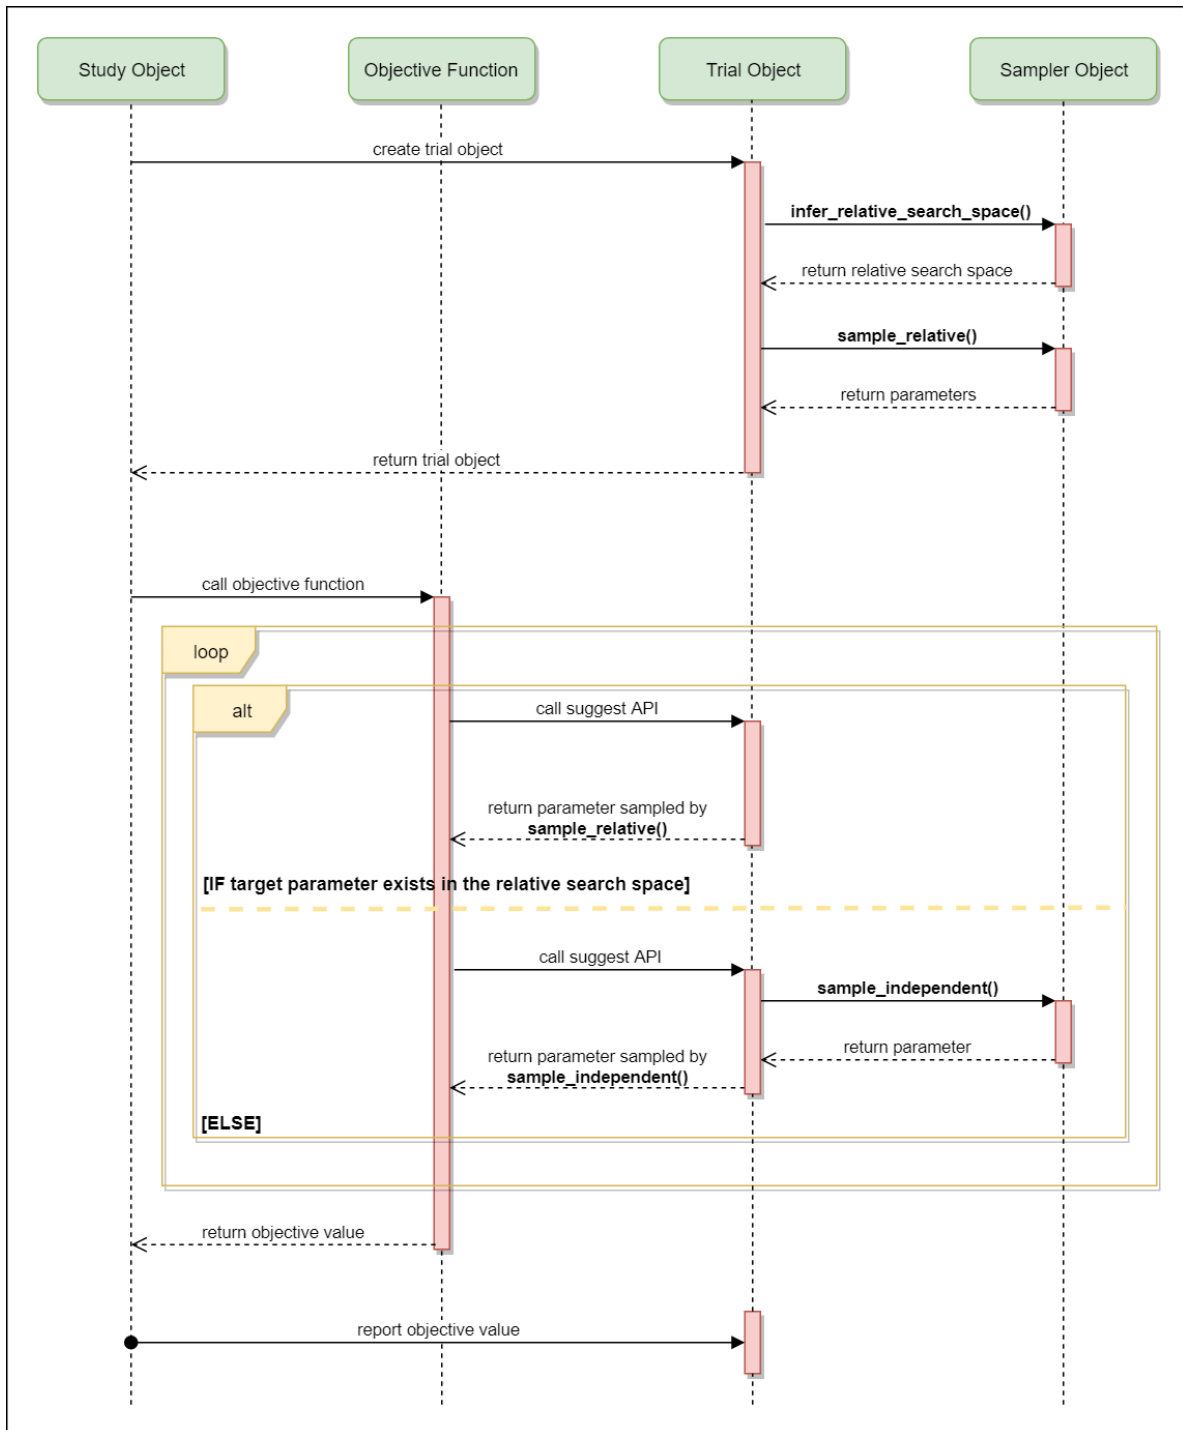 Study Object
Objective Function
Trial Object
Sampler Object
create trial object
infer_relative_search_space()
return relative search space
sample_relative()
return parameters
return trial object
call objective function
loop
alt
call suggest API
return parameter sampled by
sample_relative()
[IF target parameter exists in the relative search space]
call suggest API
sample_independent()
return parameter
return parameter sampled by
sample_independent()
[ELSE]
return objective value
report objective value